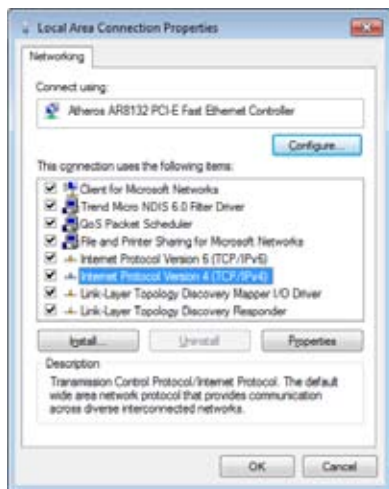 Local Area Connection Properties
Networking
Connect using:
Atheros AR8132 PCI-E Fast Ethernet Controller
Configure...
This connection uses the following items:
Client for Microsoft Networks
Trend Micro NDIS 6.0 Filter Driver
QoS Packet Scheduler
File and Printer Sharing for Microsoft Networks
Internet Protocol Version 6 (TCP/IPv6)
Internet Protocol Version 4 (TCP/IPv4)
Link-Layer Topology Discovery Mapper I/O Driver
Link-Layer Topology Discovery Responder
Install... Uninstall Properties
Description
Transmission Control Protocol/Internet Protocol. The default
wide area network protocol that provides communication
across diverse interconnected networks.
OK Cancel